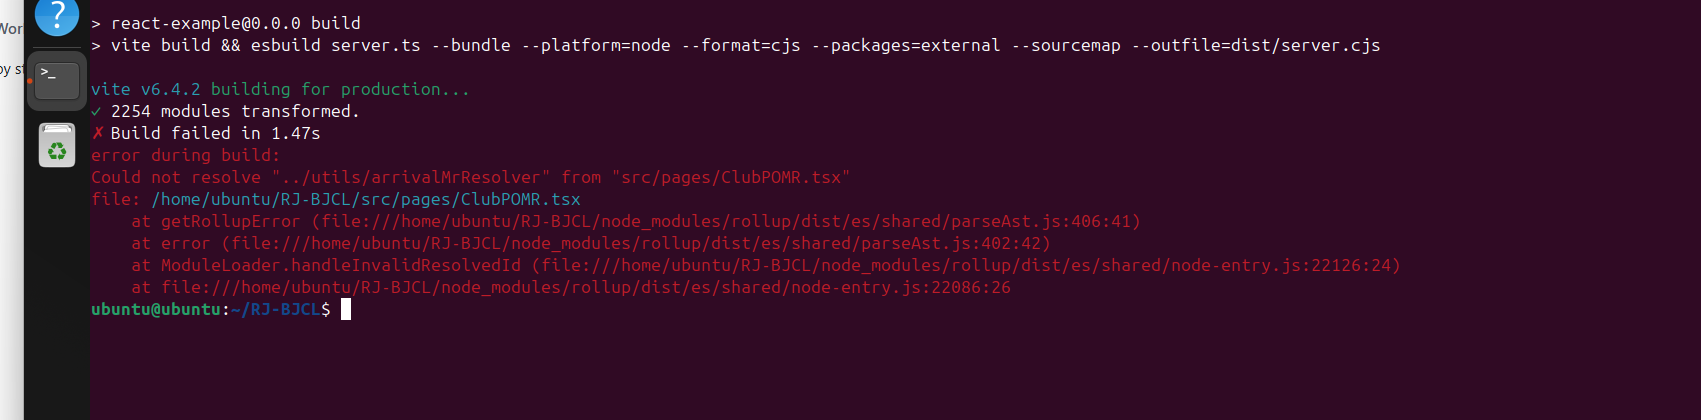 ?
> react-example@0.0.0 build
> vite build && esbuild server.ts --bundle --platform=node --format=cjs --packages=external --sourcemap --outfile=dist/server.cjs
>_
vite v6.4.2 building for production...
✓ 2254 modules transformed.
✗ Build failed in 1.47s
error during build:
Could not resolve "../utils/arrivalMrResolver" from "src/pages/ClubPOMR.tsx"
file: /home/ubuntu/RJ-BJCL/src/pages/ClubPOMR.tsx
    at getRollupError (file:///home/ubuntu/RJ-BJCL/node_modules/rollup/dist/es/shared/parseAst.js:406:41)
    at error (file:///home/ubuntu/RJ-BJCL/node_modules/rollup/dist/es/shared/parseAst.js:402:42)
    at ModuleLoader.handleInvalidResolvedId (file:///home/ubuntu/RJ-BJCL/node_modules/rollup/dist/es/shared/node-entry.js:22126:24)
    at file:///home/ubuntu/RJ-BJCL/node_modules/rollup/dist/es/shared/node-entry.js:22086:26
ubuntu@ubuntu:~/RJ-BJCL$